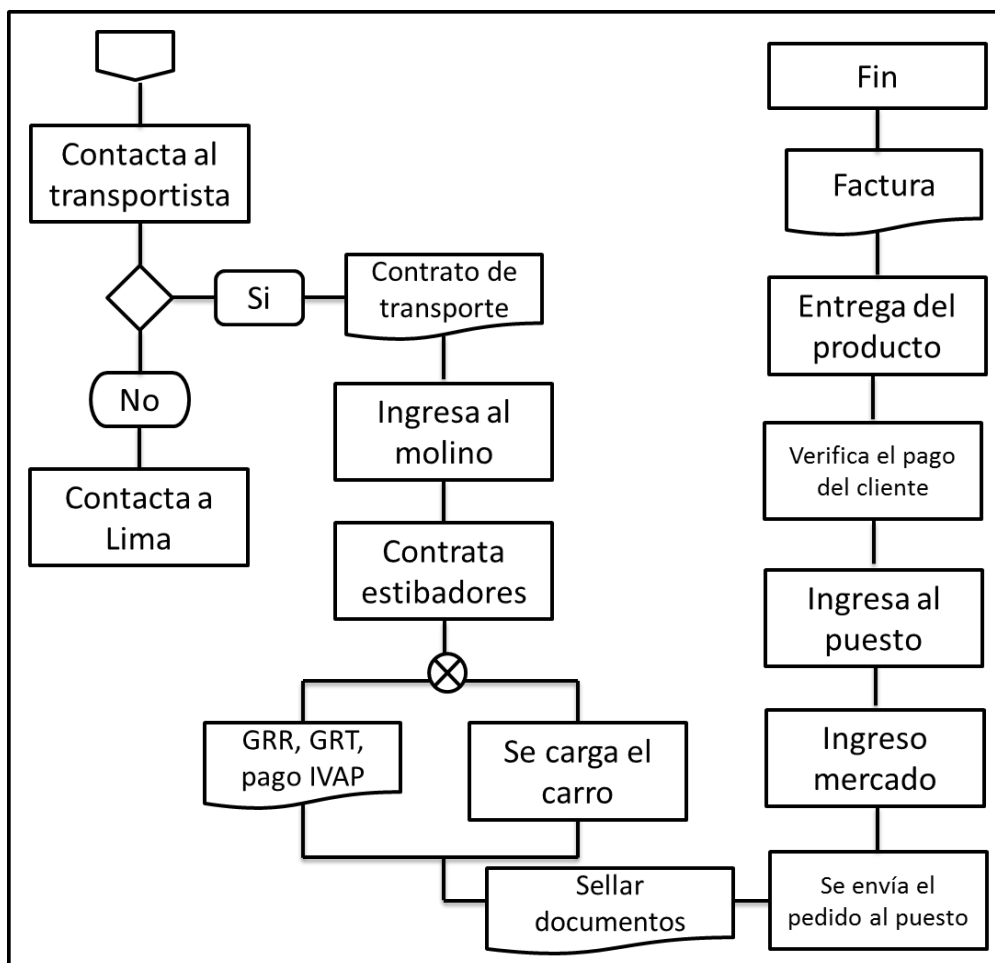 Contacta al
transportista
Si
Contrato de
transporte
No
Contacta a
Lima
Ingresa al
molino
Contrata
estibadores
GRR, GRT,
pago IVAP
Se carga el
carro
Sellar
documentos
Se envía el
pedido al puesto
Ingreso
mercado
Ingresa al
puesto
Verifica el pago
del cliente
Entrega del
producto
Factura
Fin